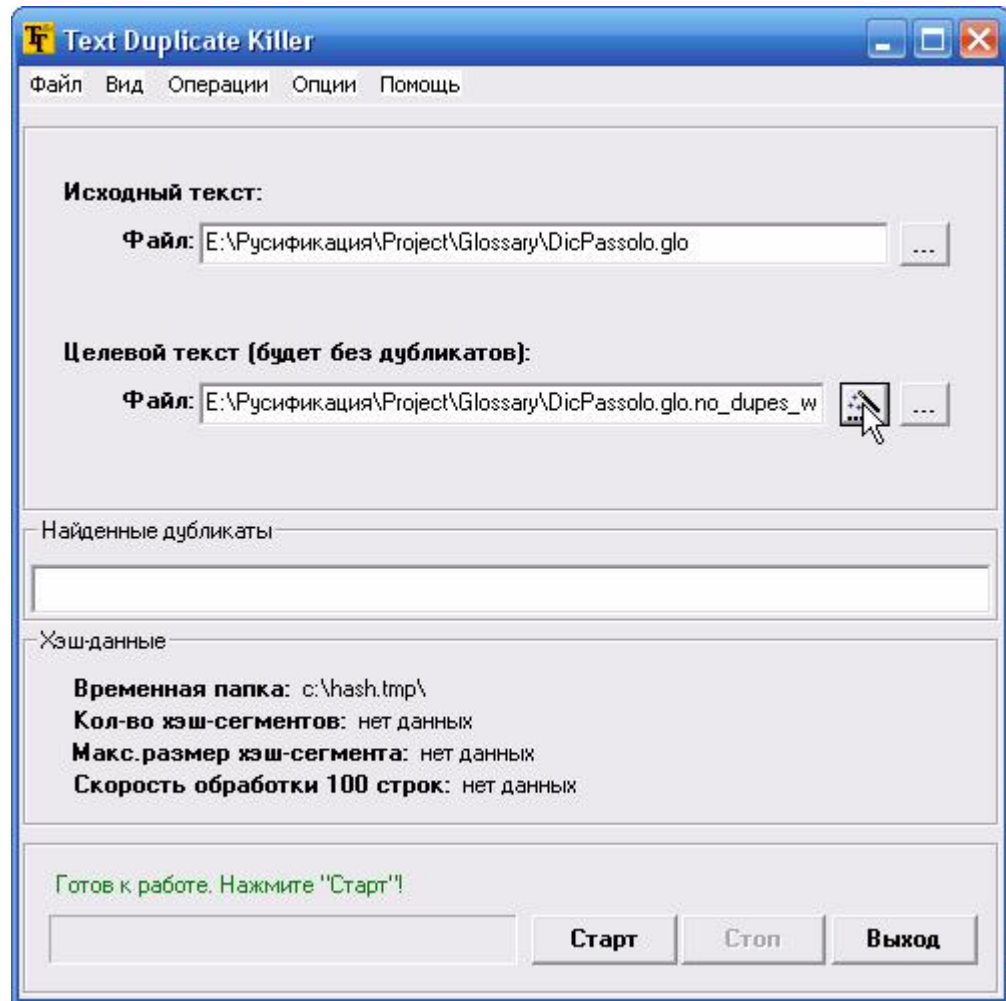 Text Duplicate Killer
Файл Вид Операции Опции Помощь
Исходный текст:
Файл: E:\Русификация\Project\Glossary\DicPassolo.glo
...
Целевой текст (будет без дубликатов):
Файл: E:\Русификация\Project\Glossary\DicPassolo.glo.no_dupes_w
...
Найденные дубликаты
Хэш-данные
Временная папка: c:\hash.tmp\
Кол-во хэш-сегментов: нет данных
Макс.размер хэш-сегмента: нет данных
Скорость обработки 100 строк: нет данных
Готов к работе. Нажмите "Старт"!
Старт Стоп Выход